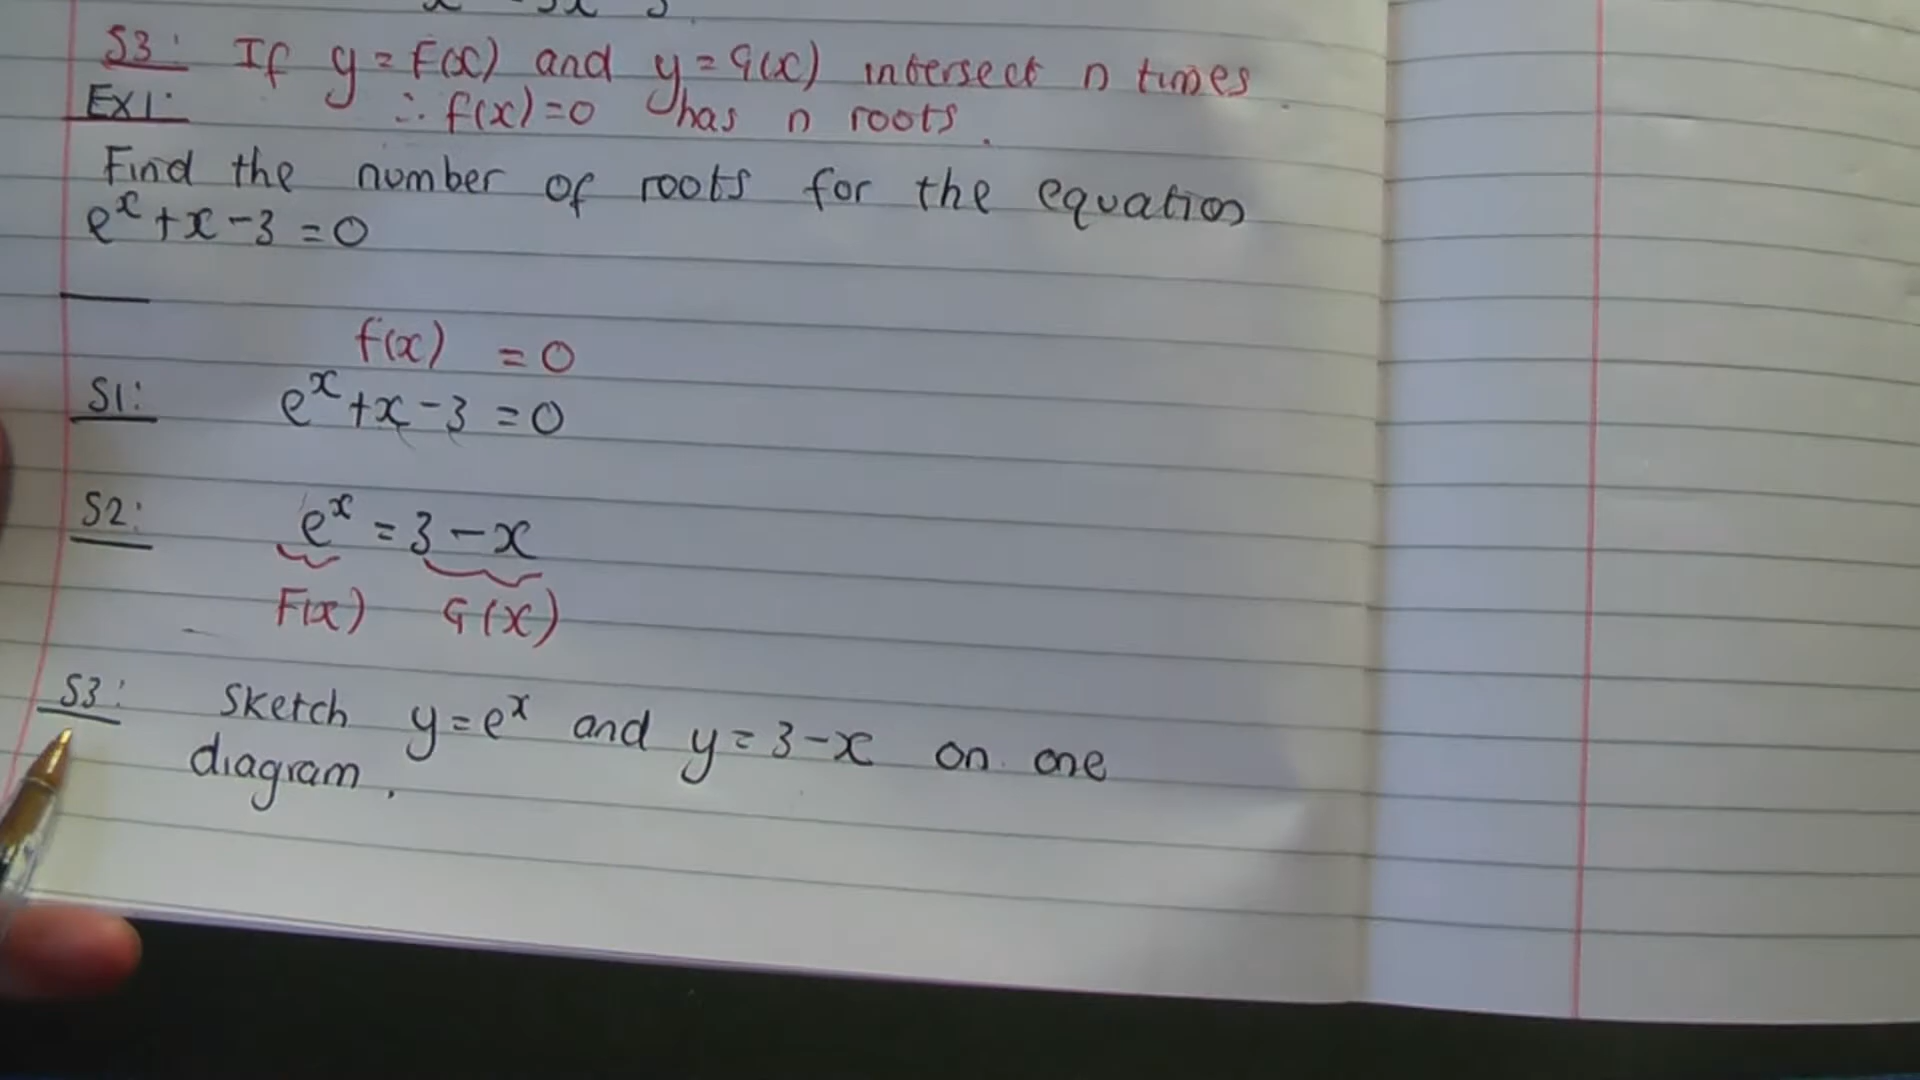 S3: If y = F(x) and y = G(x) intersect n times
Ex1: ∴ f(x) = 0 has n roots.
Find the number of roots for the equation
e^x + x - 3 = 0
f(x) = 0
S1: e^x + x - 3 = 0
S2: e^x = 3 - x
F(x) G(x)
S3: Sketch y = e^x and y = 3 - x on one
diagram.